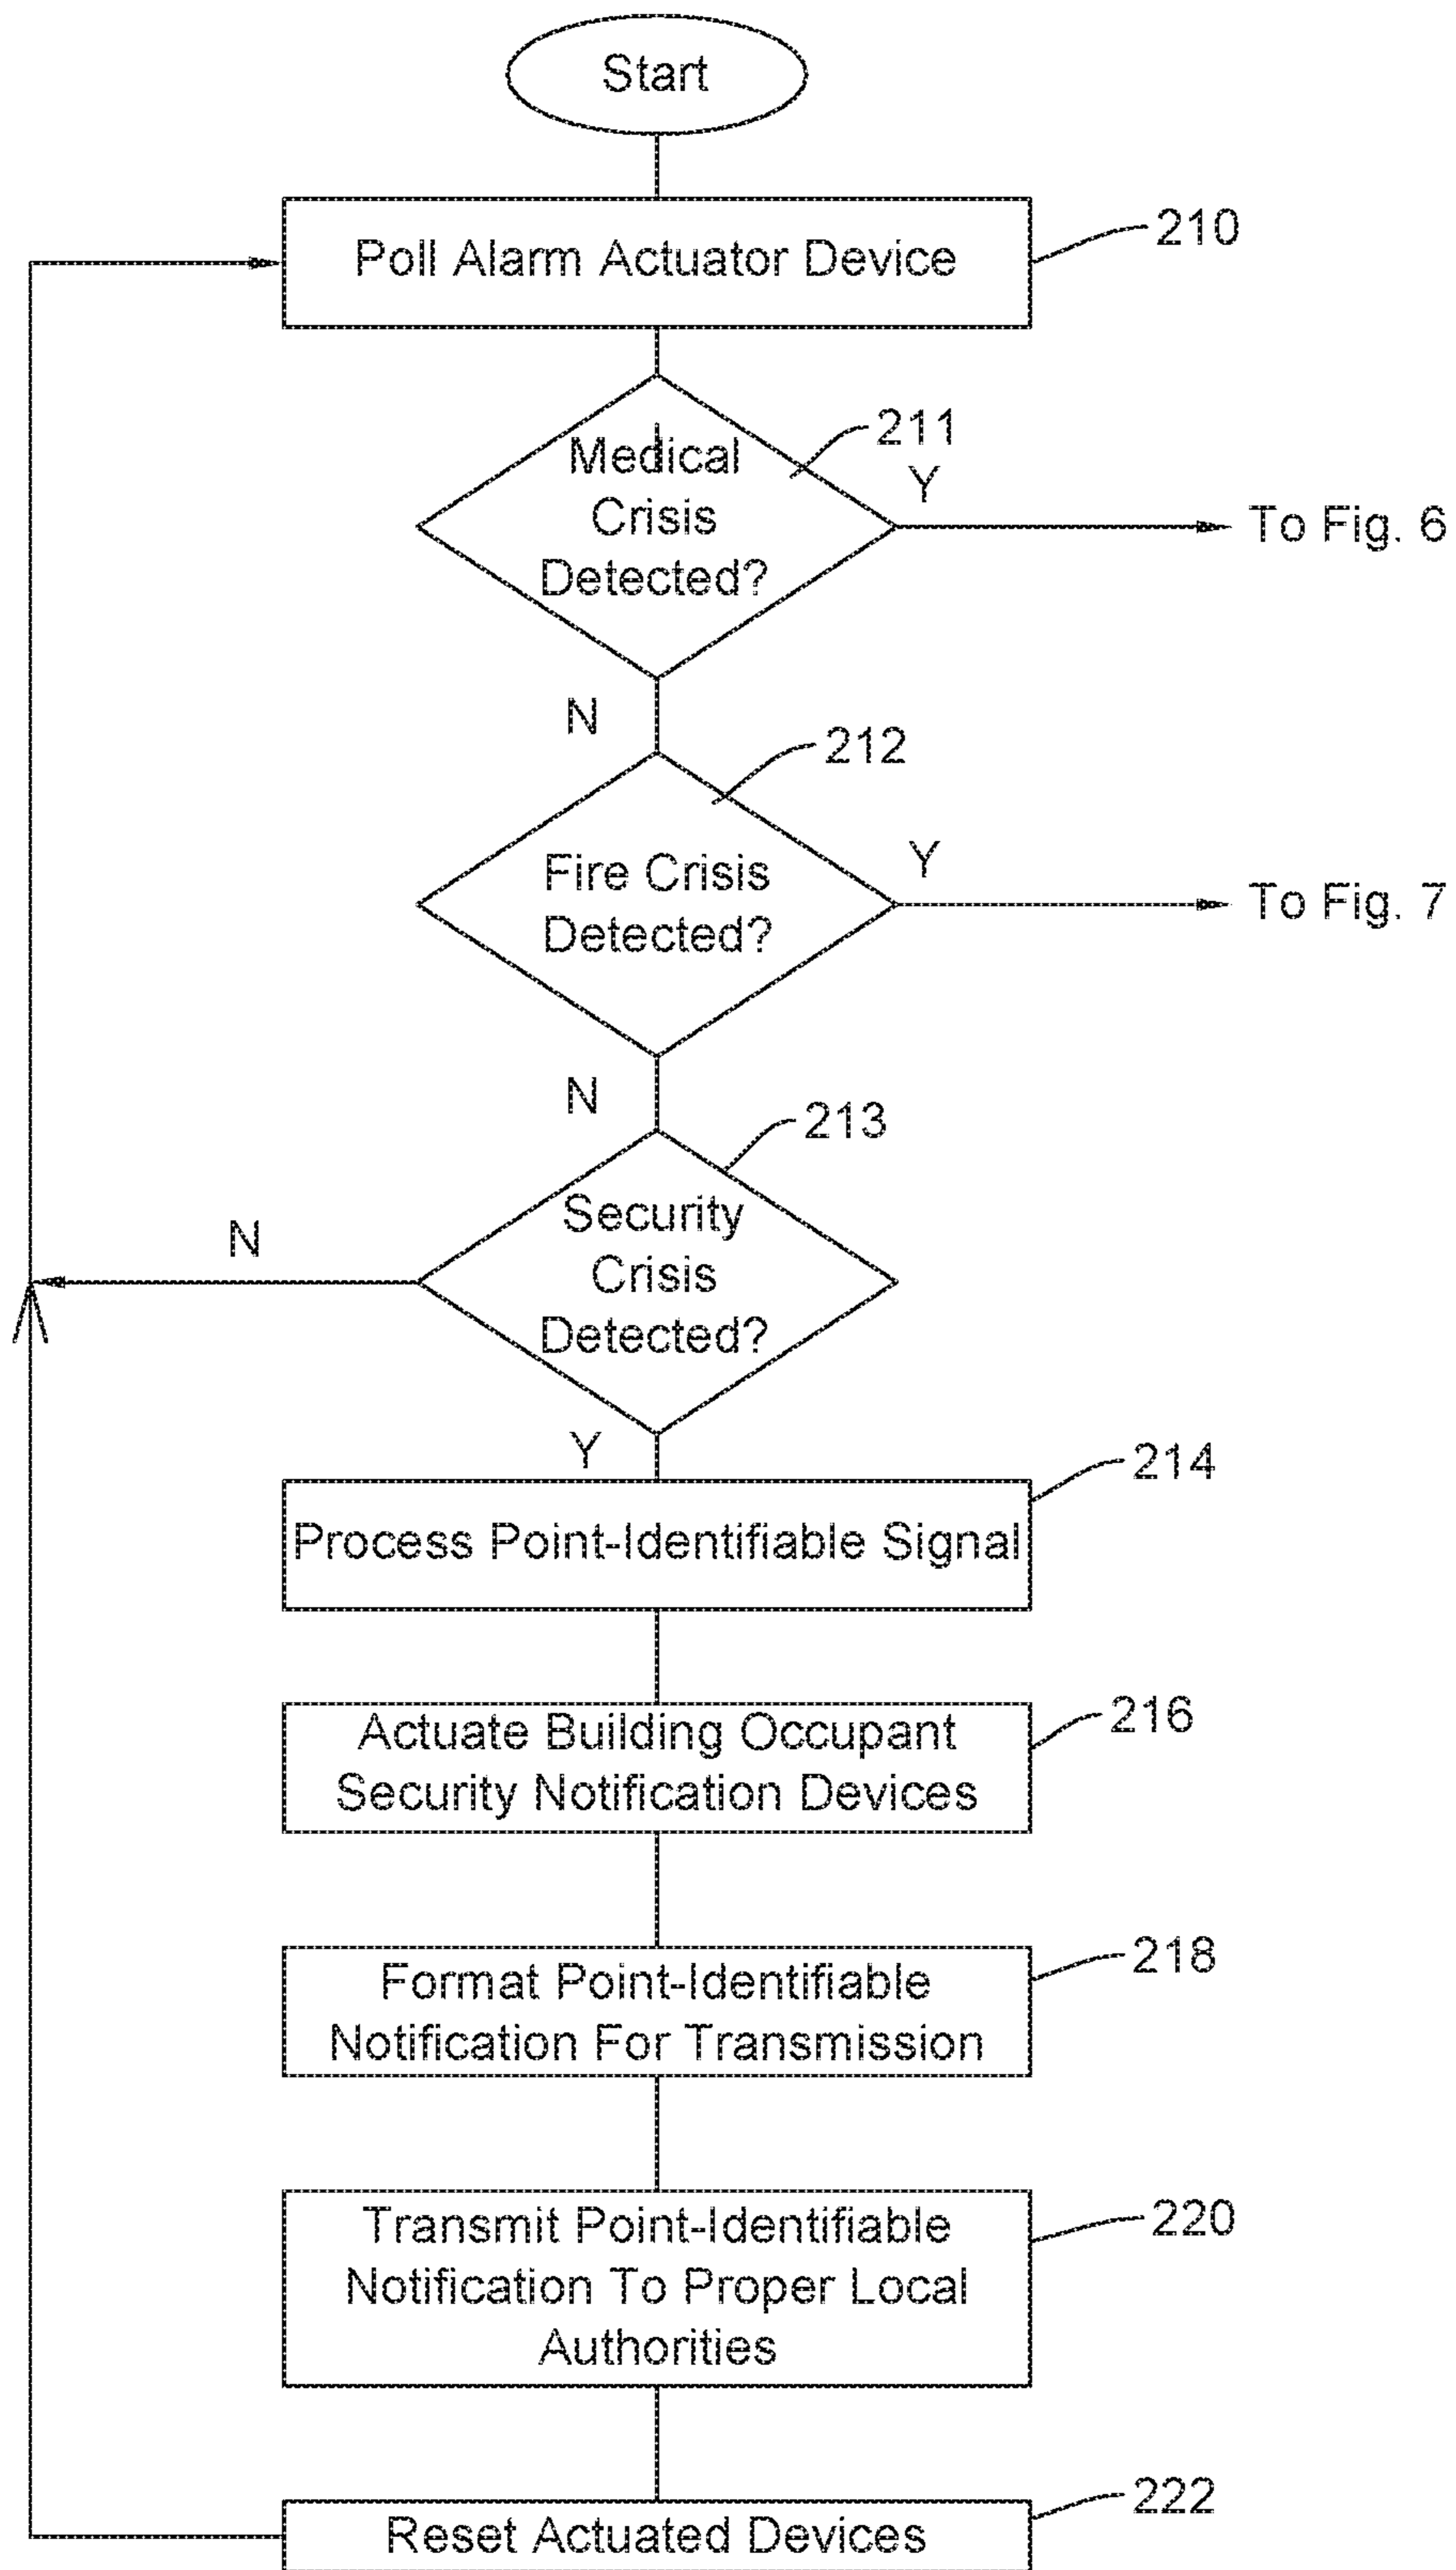 Start
Poll Alarm Actuator Device
210
Medical
Crisis
Detected?
211
Y
To Fig. 6
N
212
Fire Crisis
Detected?
Y
To Fig. 7
N
213
Security
Crisis
Detected?
N
Y
214
Process Point-Identifiable Signal
Actuate Building Occupant
Security Notification Devices
216
Format Point-Identifiable
Notification For Transmission
218
Transmit Point-Identifiable
Notification To Proper Local
Authorities
220
Reset Actuated Devices
222